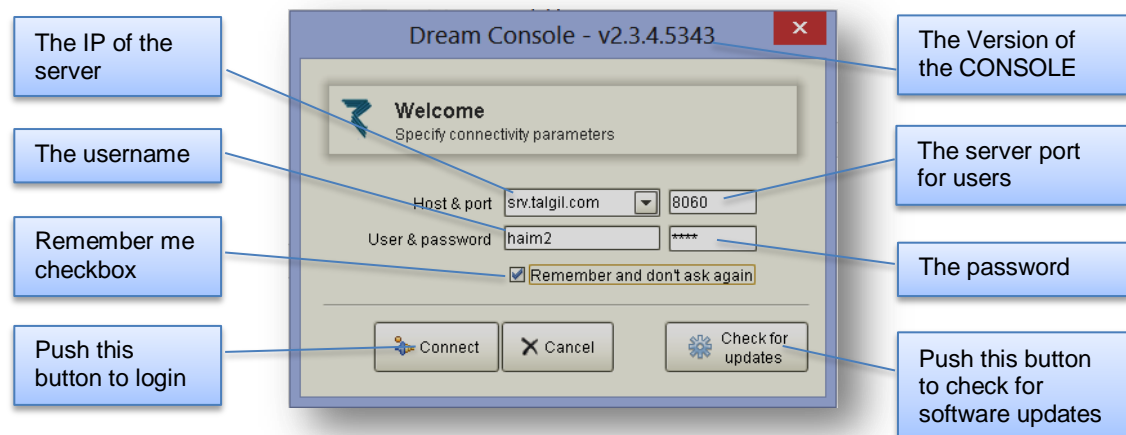 The IP of the
server
Dream Console - v2.3.4.5343
The Version of
the CONSOLE
Welcome
Specify connectivity parameters
The username
The server port
for users
Host & port srv.talgil.com 8060
User & password haim2 ****
Remember me
checkbox
Remember and don't ask again
The password
Push this
button to login
Connect
Cancel
Check for
updates
Push this button
to check for
software updates